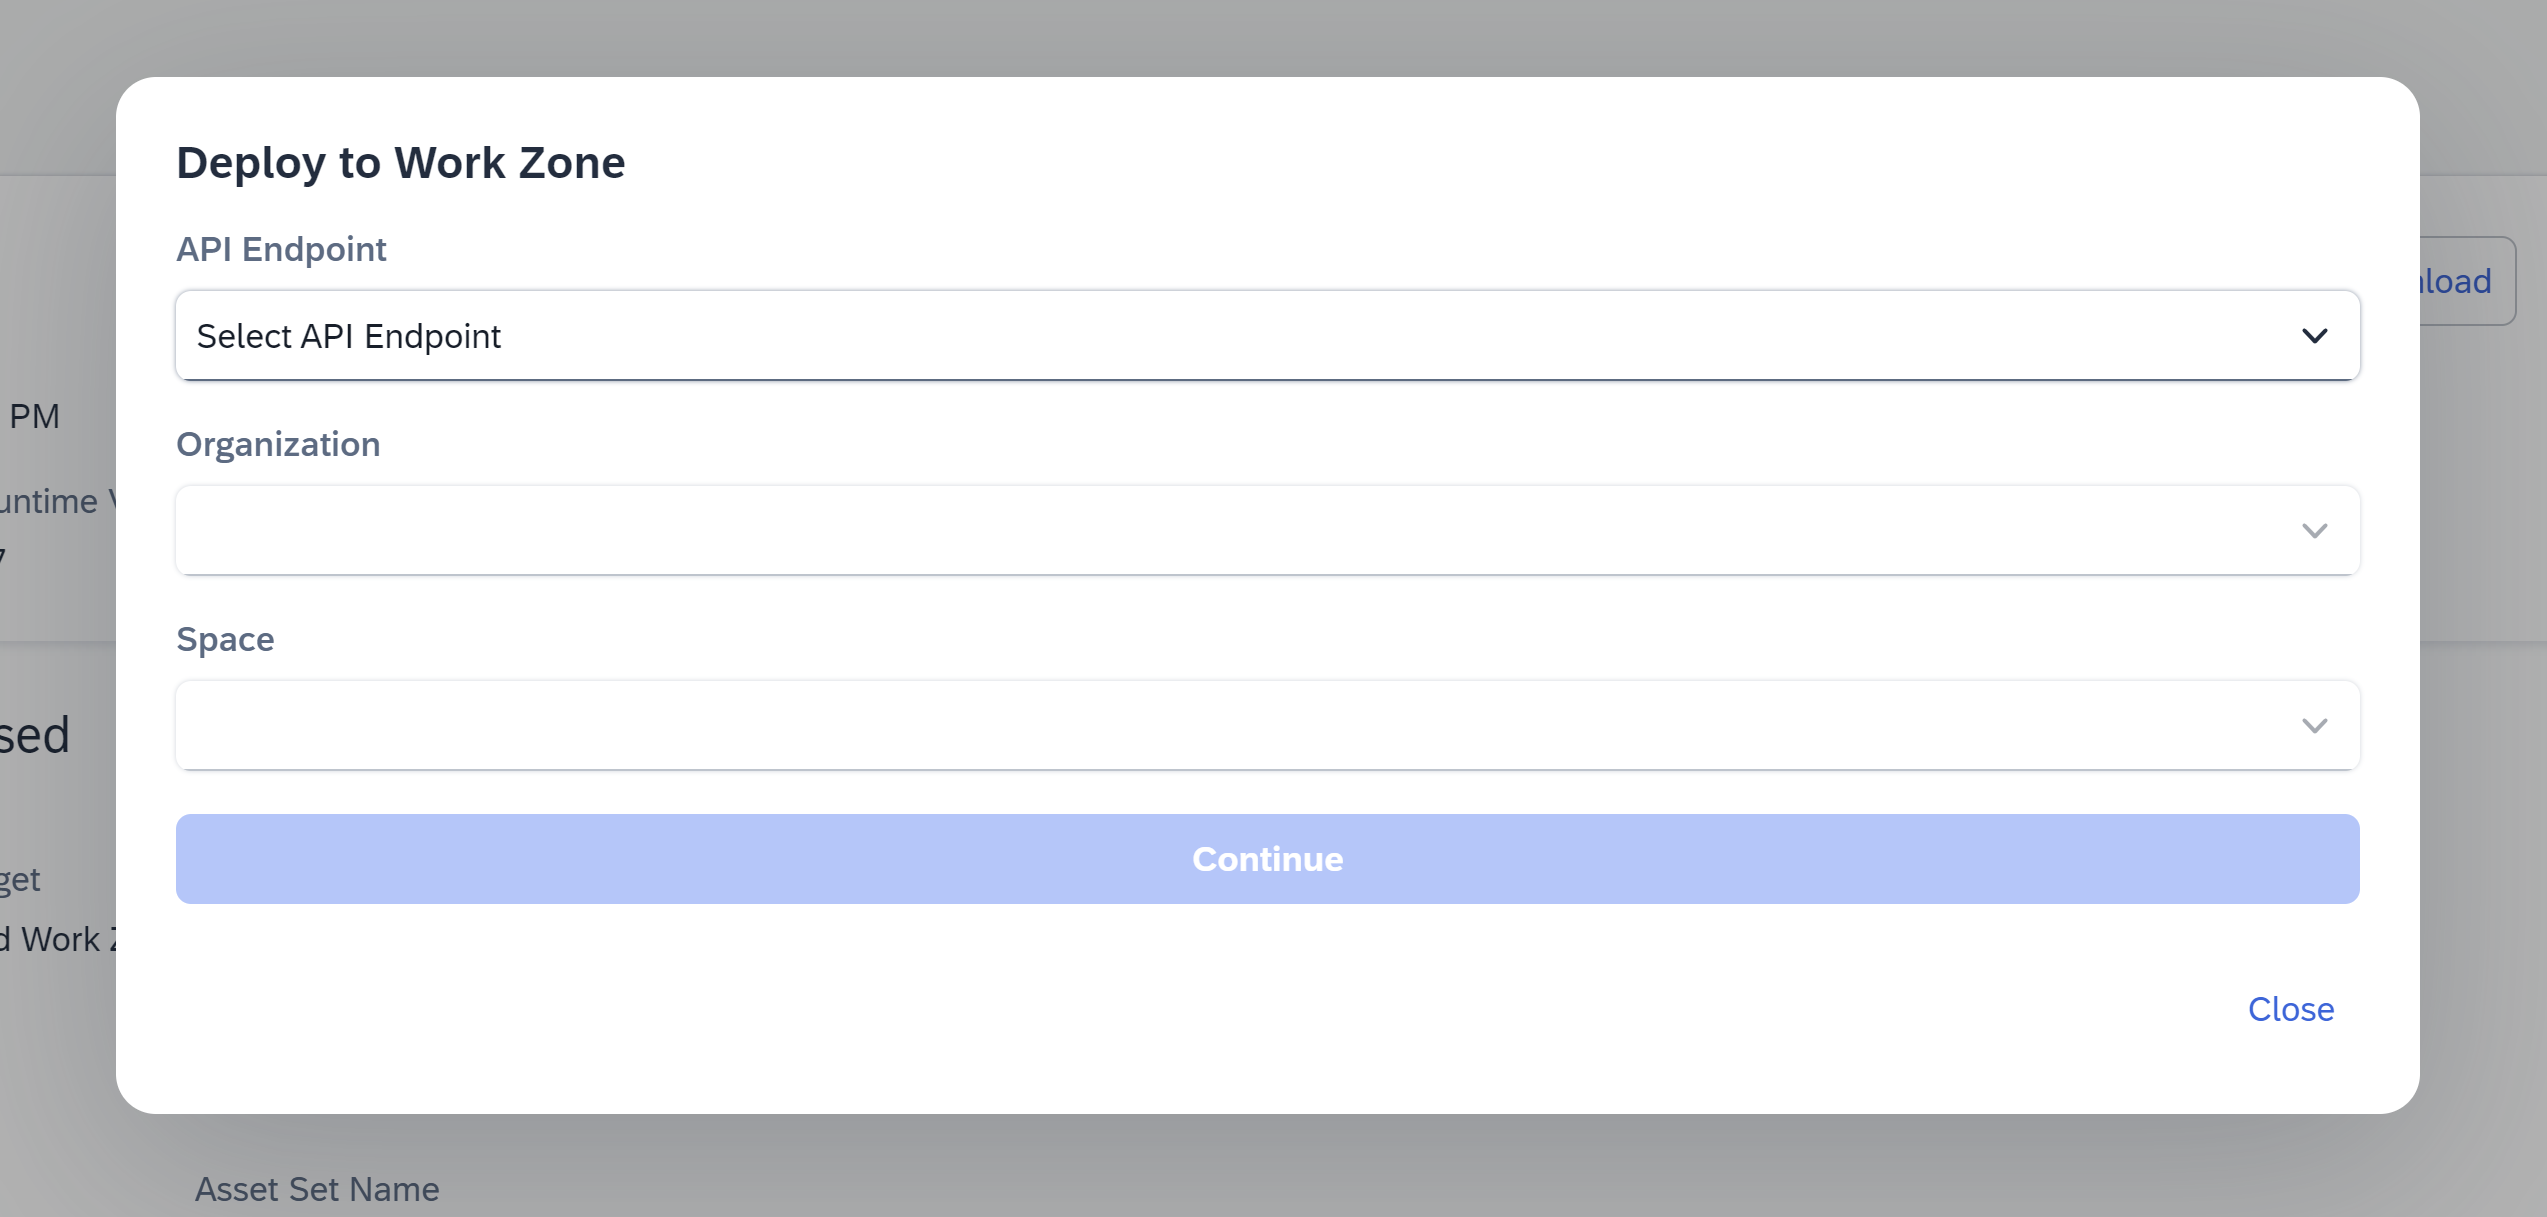 Deploy to Work Zone
API Endpoint
Select API Endpoint
load
PM
Organization
untime
7
Space
sed
Continue
get
d Work
Close
Asset Set Name